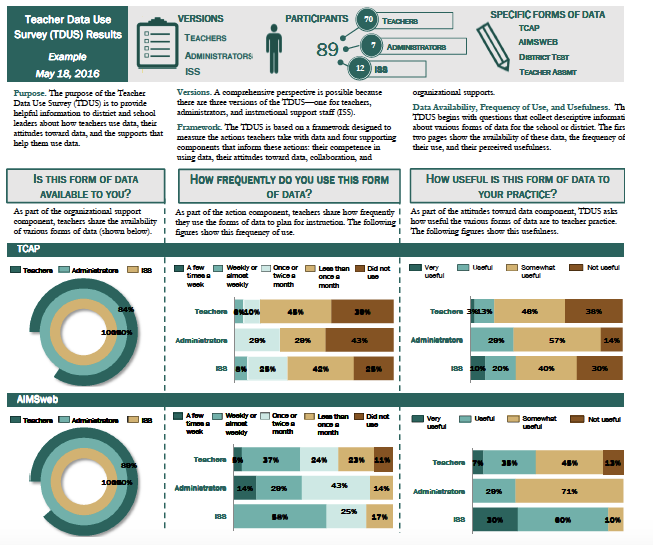 Teacher Data Use
Survey (TDUS) Results
Example
May 18, 2016
VERSIONS
TEACHERS
ADMINISTRATORS
ISS
PARTICIPANTS
89
70 TEACHERS
7 ADMINISTRATORS
12 ISS
SPECIFIC FORMS OF DATA
TCAP
AIMSWEB
DISTRICT TEST
TEACHER ASSMT
Purpose. The purpose of the Teacher
Data Use Survey (TDUS) is to provide
helpful information to district and school
leaders about how teachers use data, their
attitudes toward data, and the supports that
help them use data.
Versions. A comprehensive perspective is possible because
there are three versions of the TDUS—one for teachers,
administrators, and instructional support staff (ISS).
Framework. The TDUS is based on a framework designed to
measure the actions teachers take with data and four supporting
components that inform these actions: their competence in
using data, their attitudes toward data, collaboration, and
organizational supports.
Data Availability, Frequency of Use, and Usefulness. Th
TDUS begins with questions that collect descriptive informati
about various forms of data for the school or district. The firs
two pages show the availability of these data, the frequency of
their use, and their perceived usefulness.
IS THIS FORM OF DATA
AVAILABLE TO YOU?
As part of the organizational support
component, teachers share the availability
of various forms of data (shown below).
HOW FREQUENTLY DO YOU USE THIS FORM
OF DATA?
As part of the action component, teachers share how frequently
they use the forms of data to plan for instruction. The following
figures show this frequency of use.
HOW USEFUL IS THIS FORM OF DATA TO
YOUR PRACTICE?
As part of the attitudes toward data component, TDUS asks
how useful the various forms of data are to teacher practice.
The following figures show this usefulness.
TCAP
Teachers Administrators ISS
84%
A few times a week
Weekly or almost weekly
Once or twice a month
Less than once a month
Did not use
Teachers 10% 45% 39%
Administrators 29% 29% 43%
ISS 8% 25% 42% 25%
Very useful
Useful
Somewhat useful
Not useful
Teachers 3% 13% 46% 38%
Administrators 29% 57% 14%
ISS 10% 20% 40% 30%
AIMSweb
Teachers Administrators ISS
A few times a week
Weekly or almost weekly
Once or twice a month
Less than once a month
Did not use
Teachers 37% 24% 23% 11%
Administrators 14% 29% 43% 14%
ISS 58% 25% 17%
Very useful
Useful
Somewhat useful
Not useful
Teachers 7% 35% 45% 13%
Administrators 29% 71%
ISS 30% 60% 10%